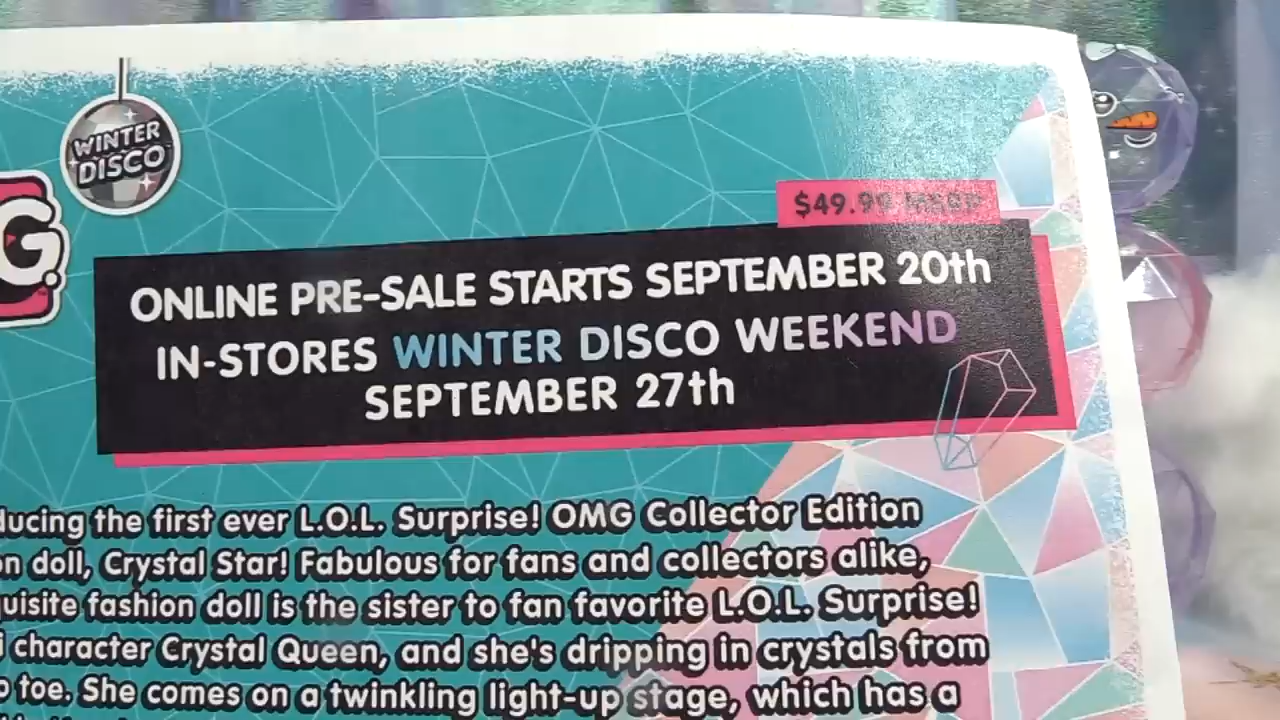 WINTER
DISCO
G.
$49.99 MSRP
ONLINE PRE-SALE STARTS SEPTEMBER 20th
IN-STORES WINTER DISCO WEEKEND
SEPTEMBER 27th
ducing the first ever L.O.L. Surprise! OMG Collector Edition
on doll, Crystal Star! Fabulous for fans and collectors alike,
quisite fashion doll is the sister to fan favorite L.O.L. Surprise!
character Crystal Queen, and she's dripping in crystals from
o toe. She comes on a twinkling light-up stage, which has a